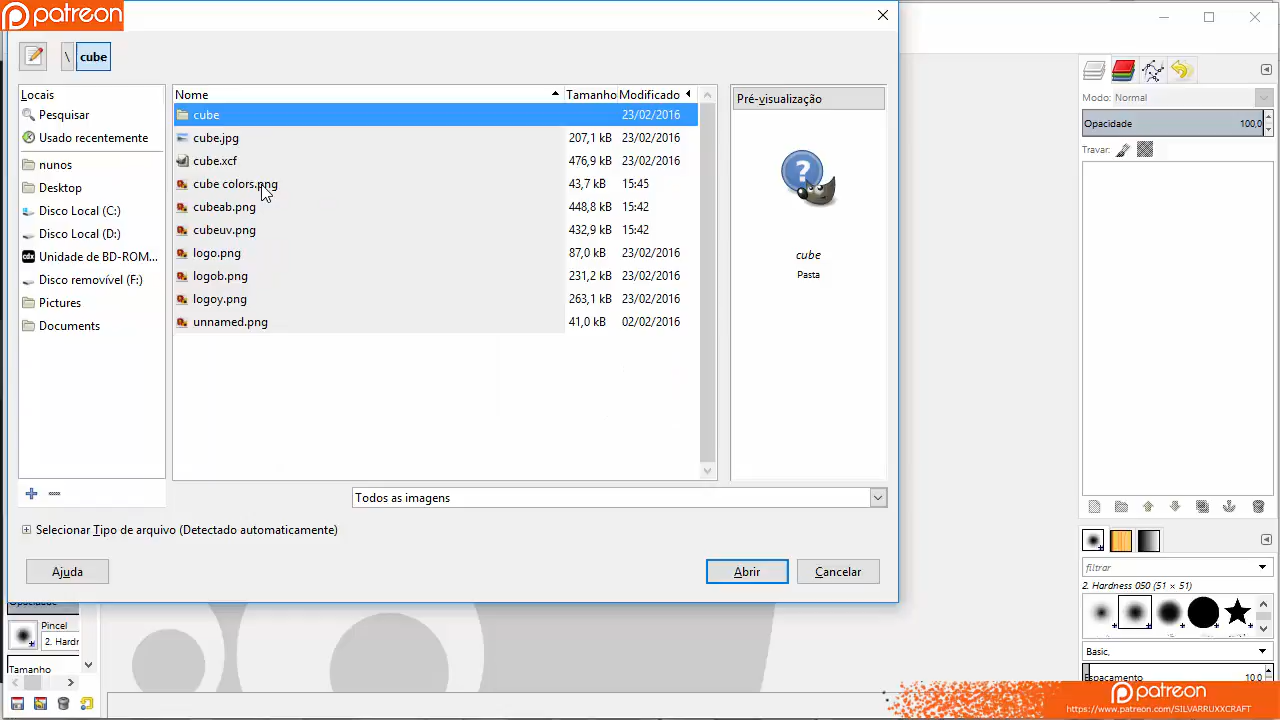 patreon
\ cube
Locais
Pesquisar
Usado recentemente
nunos
Desktop
Disco Local (C:)
Disco Local (D:)
Unidade de BD-ROM...
Disco removível (F:)
Pictures
Documents
Nome Tamanho Modificado
cube 23/02/2016
cube.jpg 207,1 kB 23/02/2016
cube.xcf 476,9 kB 23/02/2016
cube colors.png 43,7 kB 15:45
cubeab.png 448,8 kB 15:42
cubeuv.png 432,9 kB 15:42
logo.png 87,0 kB 23/02/2016
logob.png 231,2 kB 23/02/2016
logoy.png 263,1 kB 23/02/2016
unnamed.png 41,0 kB 02/02/2016
Pré-visualização
cube
Pasta
Todos as imagens
Selecionar Tipo de arquivo (Detectado automaticamente)
Ajuda
Abrir
Cancelar
Opacidade
Pincel
2. Hardn
Tamanho
Modo: Normal
Opacidade 100,0
Travar:
filtrar
2. Hardness 050 (51 × 51)
Basic,
Espaçamento 10,0
patreon
https://www.patreon.com/SILVARRUXXCRAFT